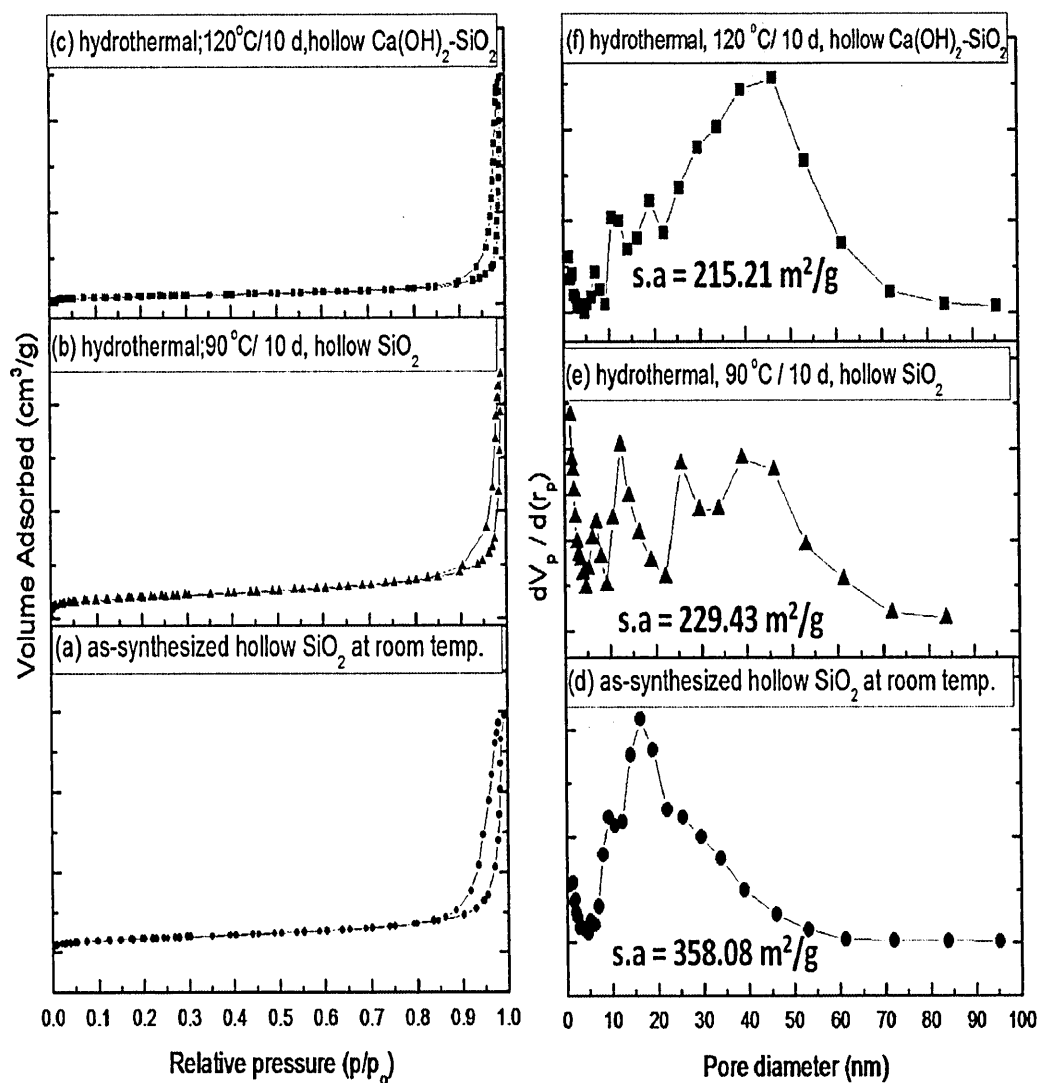 (c) hydrothermal;120°C/10 d,hollow Ca(OH)₂-SiO₂
(b) hydrothermal;90°C/ 10 d, hollow SiO₂
(a) as-synthesized hollow SiO₂ at room temp.
Volume Adsorbed (cm³/g)
0.0 0.1 0.2 0.3 0.4 0.5 0.6 0.7 0.8 0.9 1.0
Relative pressure (p/p₀)
(f) hydrothermal, 120 °C/ 10 d, hollow Ca(OH)₂-SiO₂
s.a = 215.21 m²/g
(e) hydrothermal, 90 °C / 10 d, hollow SiO₂
s.a = 229.43 m²/g
(d) as-synthesized hollow SiO₂ at room temp.
s.a = 358.08 m²/g
dVₚ / d(rₚ)
0 10 20 30 40 50 60 70 80 90 100
Pore diameter (nm)